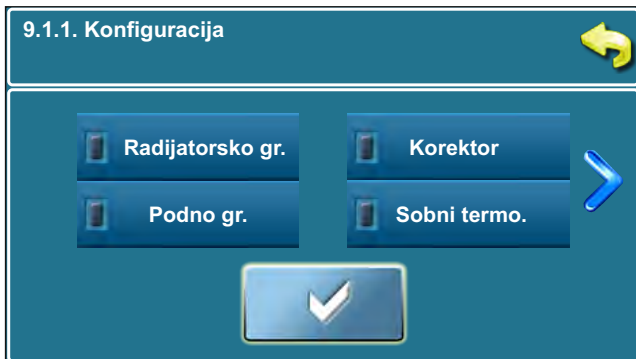 9.1.1. Konfiguracija
Radijatorsko gr.
Korektor
Podno gr.
Sobni termo.